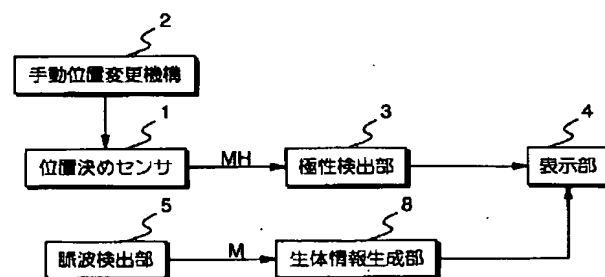 2
手動位置変更機構
1
3
4
位置決めセンサ
MH
極性検出部
表示部
5
8
脈波検出部
M
生体情報生成部